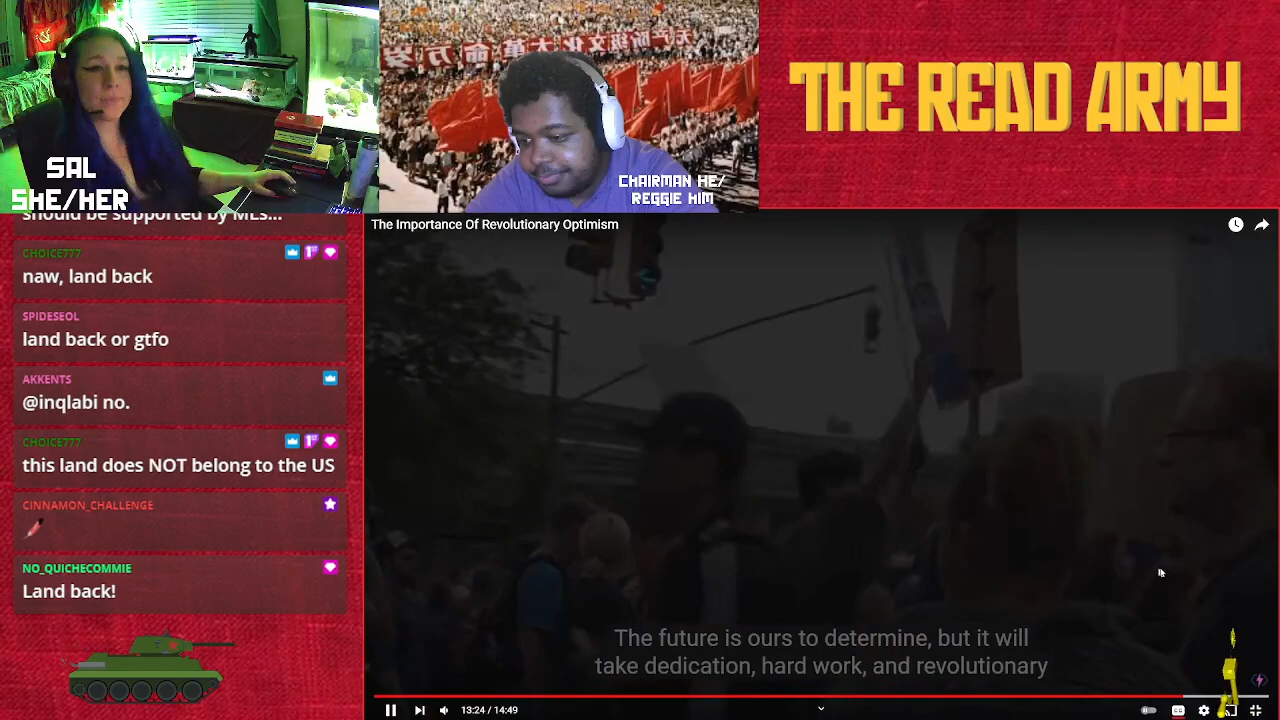 SAL
SHE/HER
CHAIRMAN HE/
REGGIE HIM
THE READ ARMY
should be supported by MLs...
CHOICE777
naw, land back
SPIDESEOL
land back or gtfo
AKKENTS
@inqlabi no.
CHOICE777
this land does NOT belong to the US
CINNAMON_CHALLENGE
NO_QUICHECOMMIE
Land back!
The Importance Of Revolutionary Optimism
The future is ours to determine, but it will
take dedication, hard work, and revolutionary
13:24 / 14:49